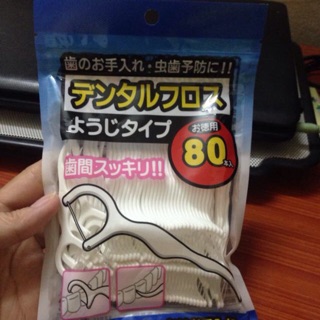 歯のお手入れ・虫歯予防に!!
デンタルフロス
ようじタイプ
お徳用
80本入
歯間スッキリ!!